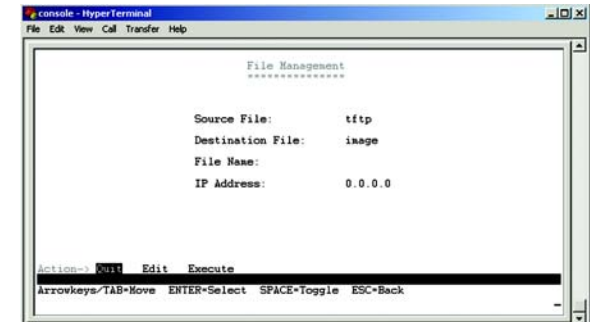 console - HyperTerminal
File Edit View Call Transfer Help
File Management
===============
Source File: tftp
Destination File: image
File Name:
IP Address: 0.0.0.0
Action-> Quit Edit Execute
Arrowkeys/TAB=Move ENTER=Select SPACE=Toggle ESC=Back